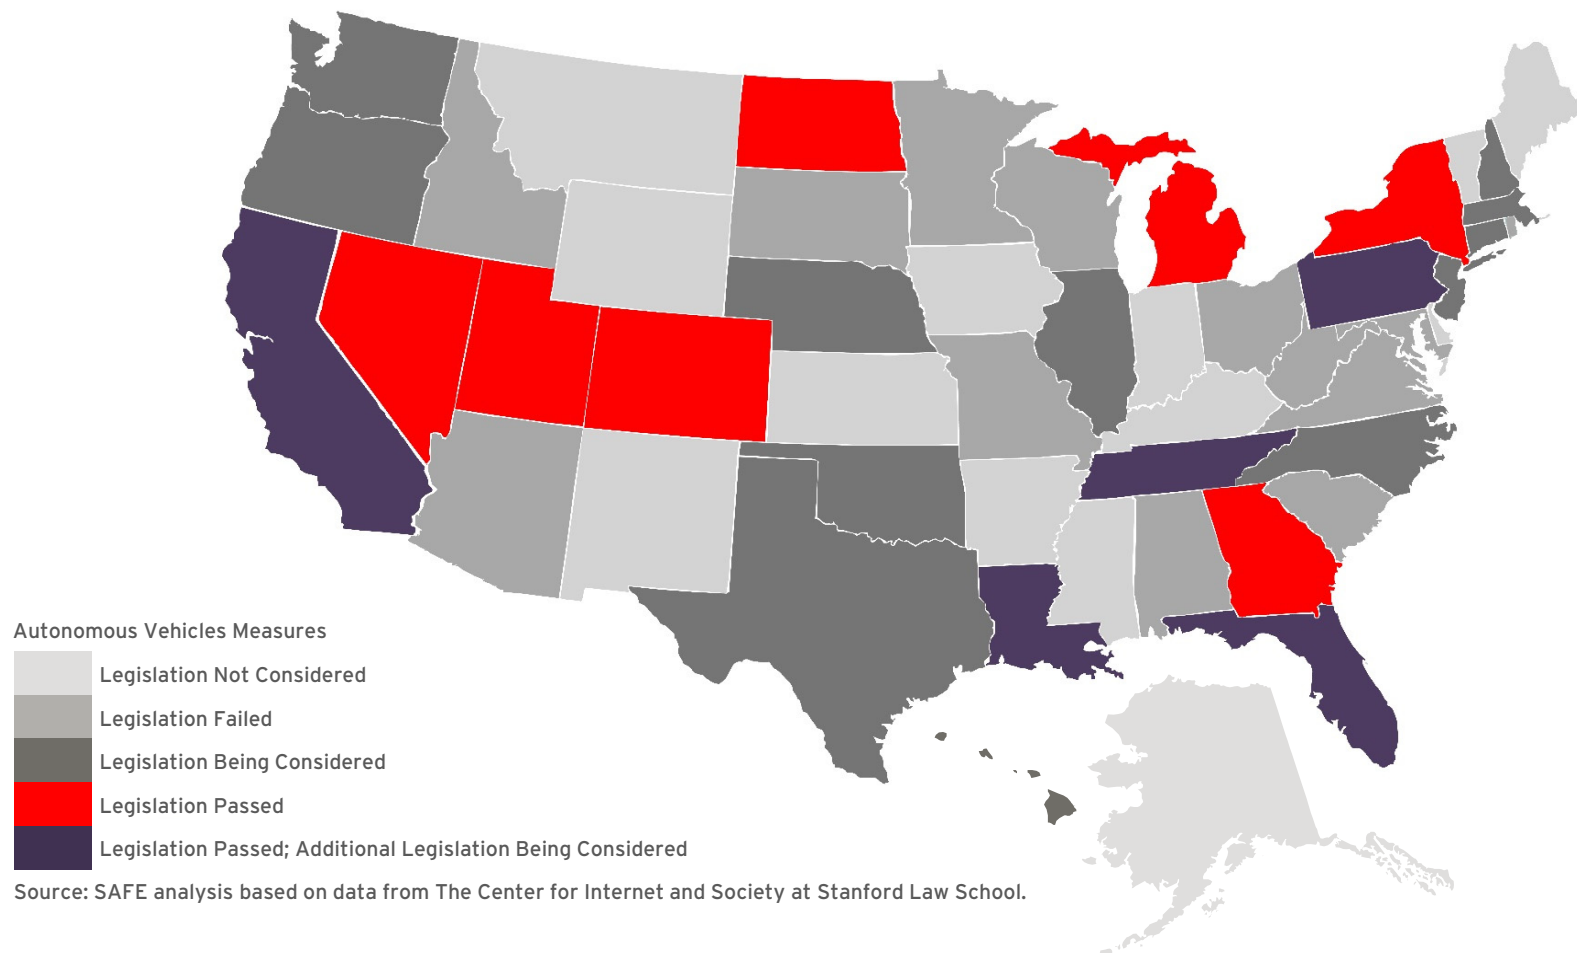 Autonomous Vehicles Measures
Legislation Not Considered
Legislation Failed
Legislation Being Considered
Legislation Passed
Legislation Passed; Additional Legislation Being Considered
Source: SAFE analysis based on data from The Center for Internet and Society at Stanford Law School.